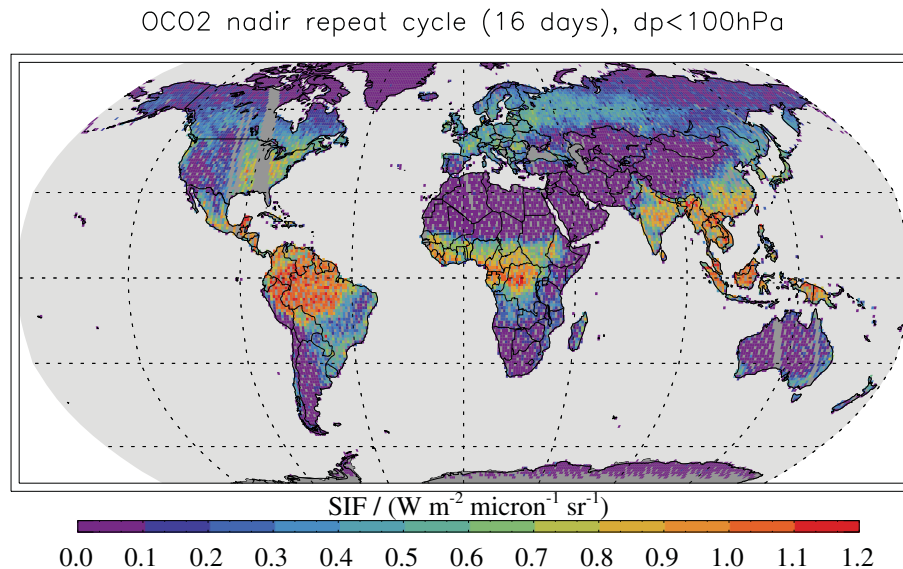 OCO2 nadir repeat cycle (16 days), dp<100hPa
SIF / (W m⁻² micron⁻¹ sr⁻¹)
0.0 0.1 0.2 0.3 0.4 0.5 0.6 0.7 0.8 0.9 1.0 1.1 1.2